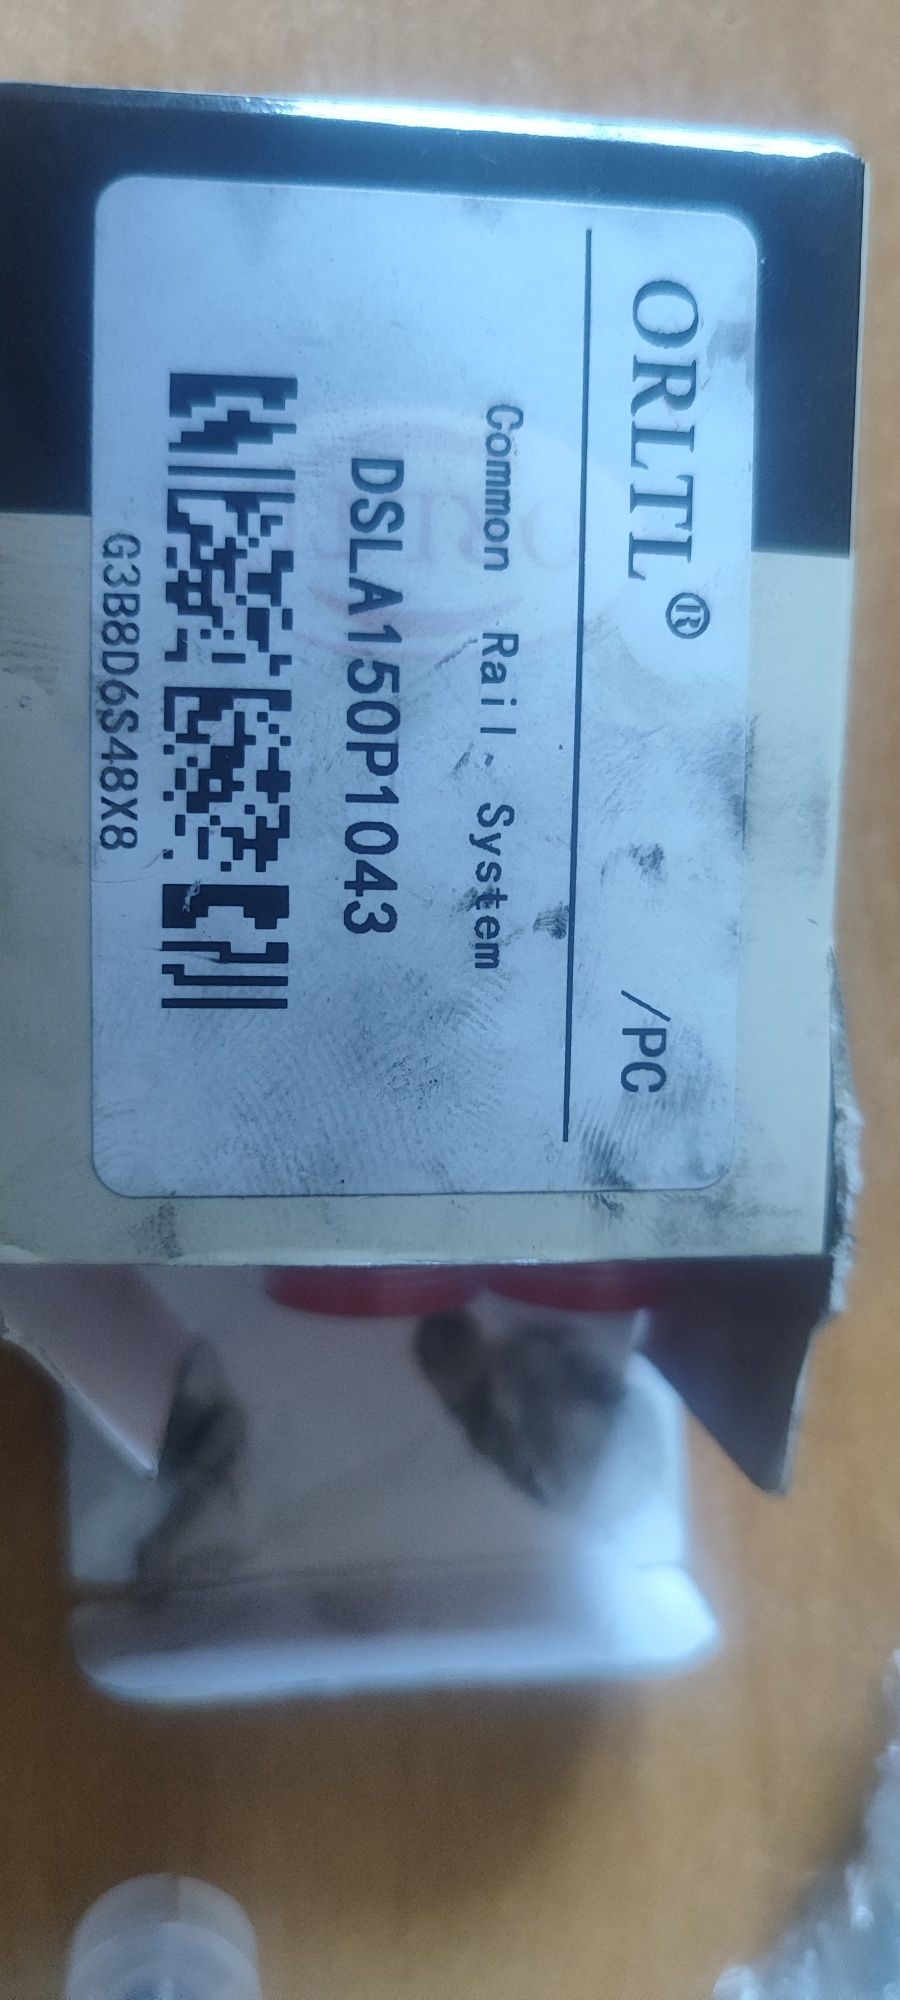 ORLTL ® /PC
Common Rail System
DSLA150P1043
G3B8D6S48X8